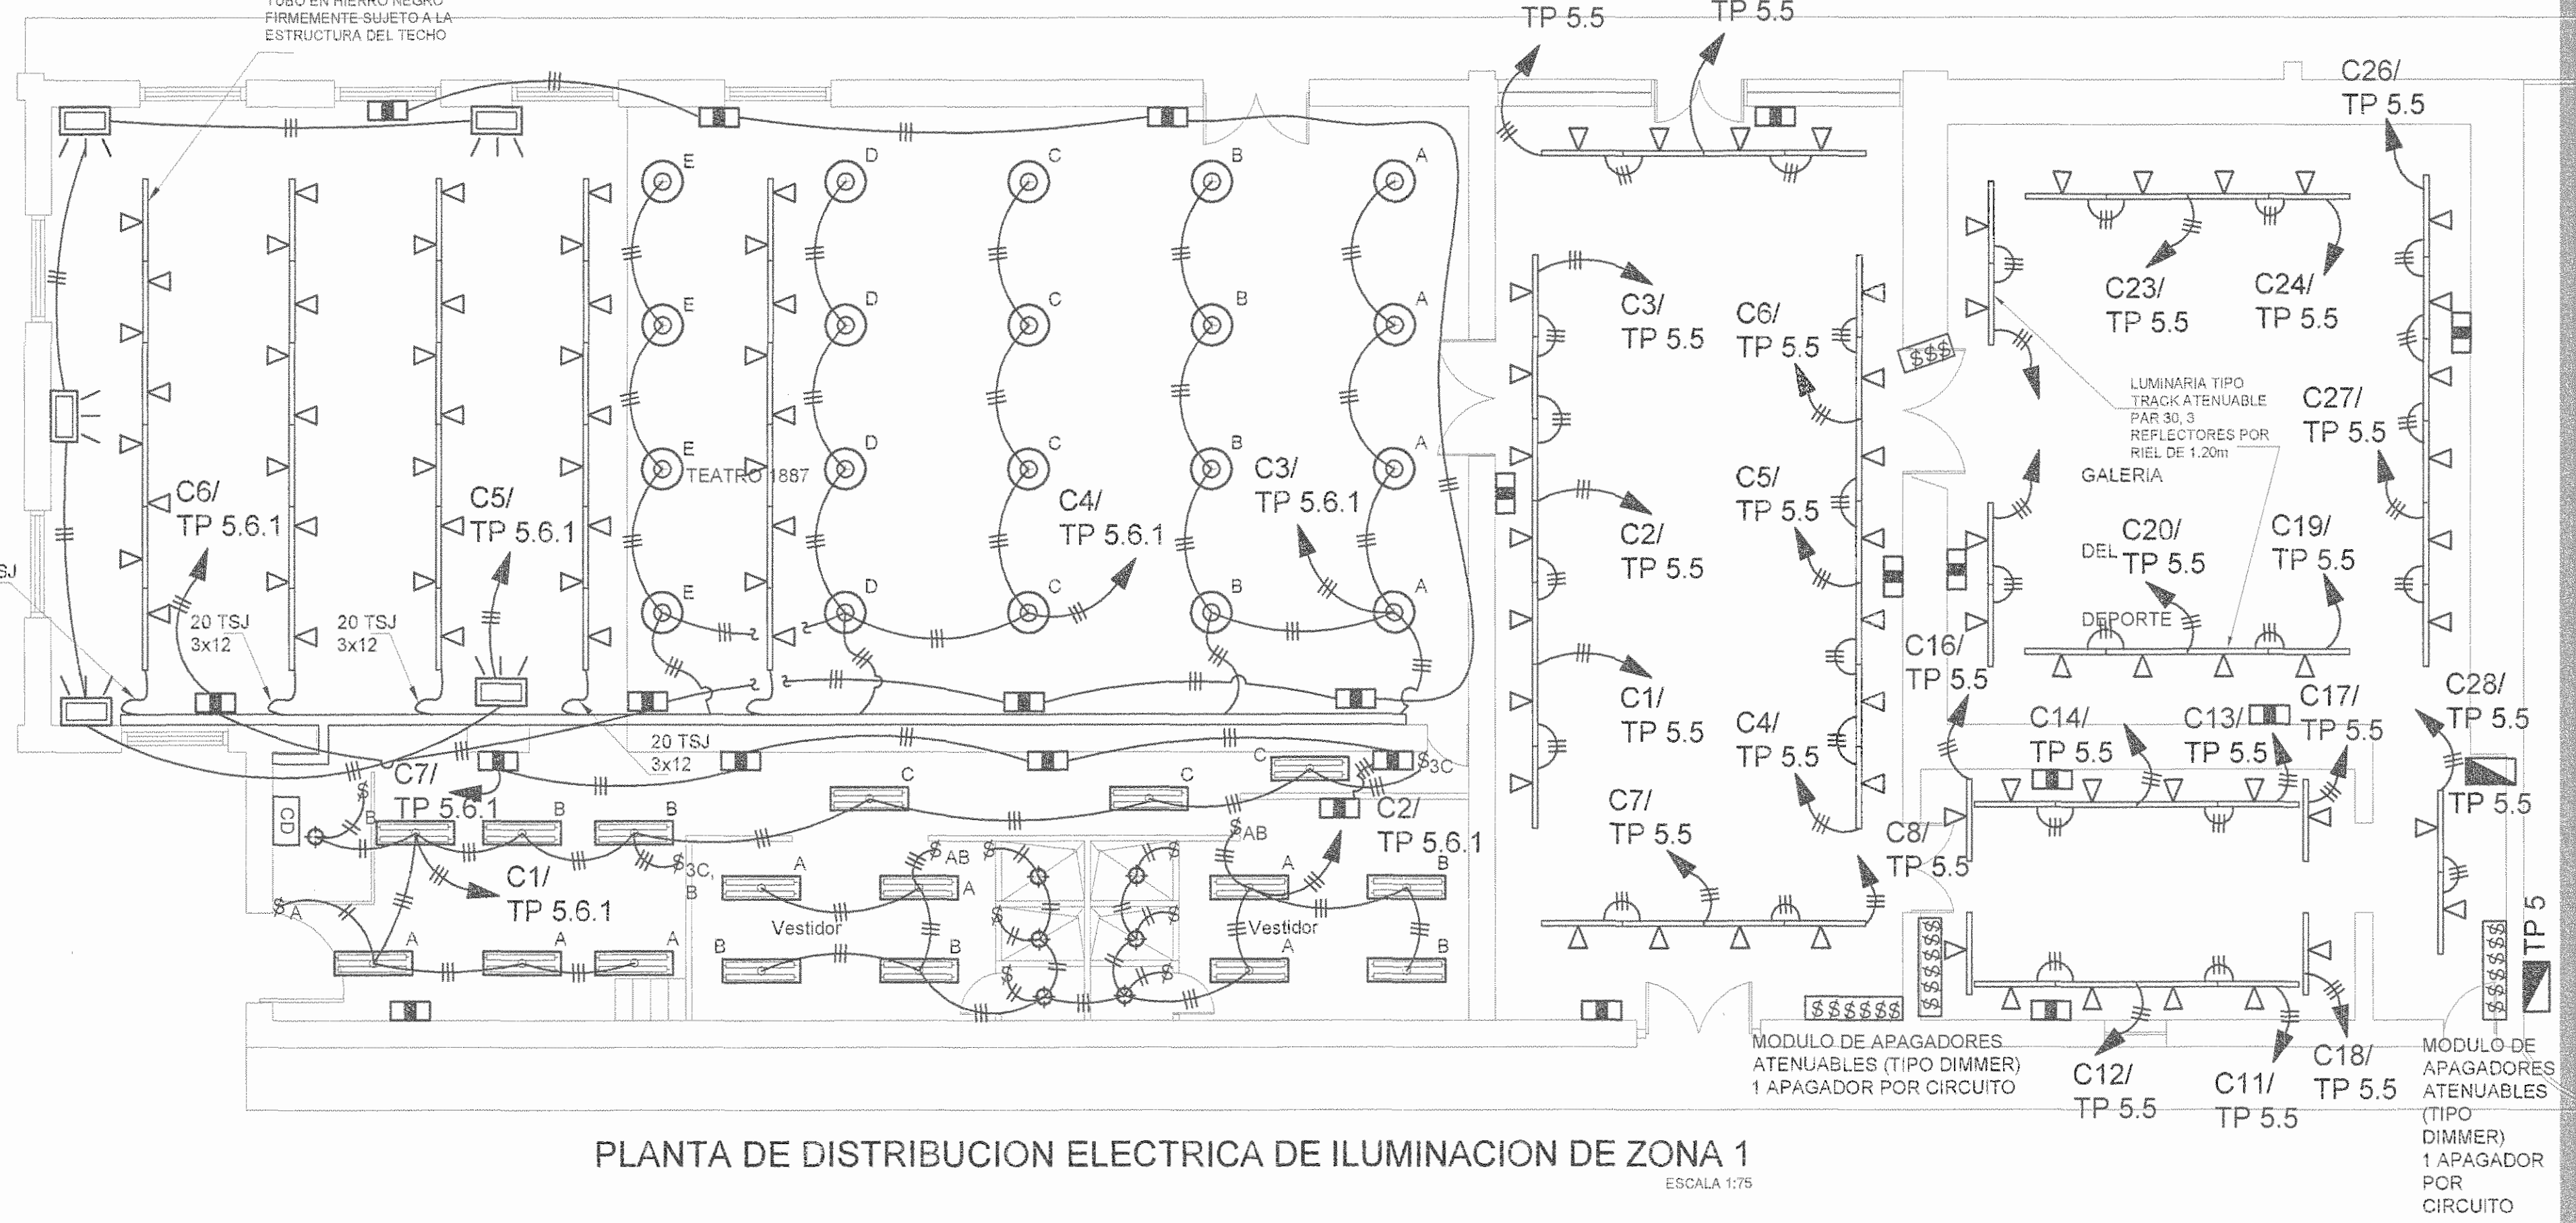 TUBO EN HIERRO NEGRO
FIRMEMENTE SUJETO A LA
ESTRUCTURA DEL TECHO
TP 5.5
TP 5.5
C26/
TP 5.5
E
D
C
B
A
E
D
C
B
A
C3/
TP 5.5
C6/
TP 5.5
C23/
TP 5.5
C24/
TP 5.5
$$$
LUMINARIA TIPO
TRACK ATENUABLE
PAR 30, 3
REFLECTORES POR
RIEL DE 1.20m
C27/
TP 5.5
E
D
C
B
A
TEATRO 1887
C6/
TP 5.6.1
C5/
TP 5.6.1
C4/
TP 5.6.1
C3/
TP 5.6.1
C2/
TP 5.5
C5/
TP 5.5
GALERIA
DEL
DEPORTE
C20/
TP 5.5
C19/
TP 5.5
SJ
20 TSJ
3x12
20 TSJ
3x12
E
D
C
B
A
C1/
TP 5.5
C4/
TP 5.5
C16/
TP 5.5
C14/
TP 5.5
C13/
TP 5.5
C17/
TP 5.5
C28/
TP 5.5
TP 5.5
20 TSJ
3x12
C7/
TP 5.6.1
$
C
C
C
$3C
CD
B
B
B
$3C,
B
C1/
TP 5.6.1
C2/
TP 5.6.1
C7/
TP 5.5
C8/
TP 5.5
$AB
$
$
$AB
A
A
A
B
$A
Vestidor
$
$
Vestidor
A
A
A
B
B
$
$
A
B
$$$$$$
$$$$$$
$$$$$$
TP 5
MODULO DE APAGADORES
ATENUABLES (TIPO DIMMER)
1 APAGADOR POR CIRCUITO
C12/
TP 5.5
C11/
TP 5.5
C18/
TP 5.5
MODULO DE
APAGADORES
ATENUABLES
(TIPO
DIMMER)
1 APAGADOR
POR
CIRCUITO
PLANTA DE DISTRIBUCION ELECTRICA DE ILUMINACION DE ZONA 1
ESCALA 1:75